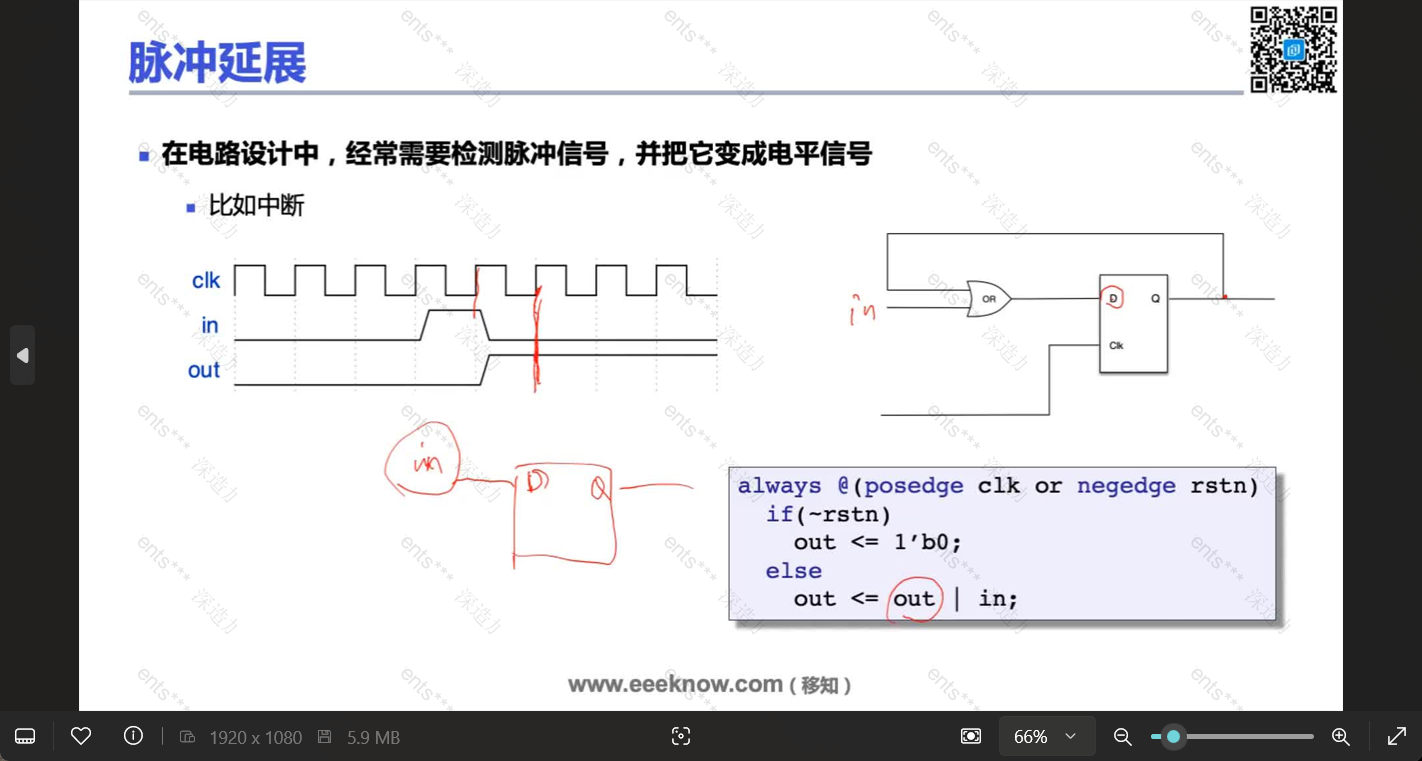 脉冲延展
在电路设计中，经常需要检测脉冲信号，并把它变成电平信号
比如中断
clk
in
out
OR
D
Q
Clk
in
in
D
Q
always @(posedge clk or negedge rstn)
if(~rstn)
out <= 1’b0;
else
out <= out | in;
www.eeeknow.com（移知）
1920 x 1080
5.9 MB
66%